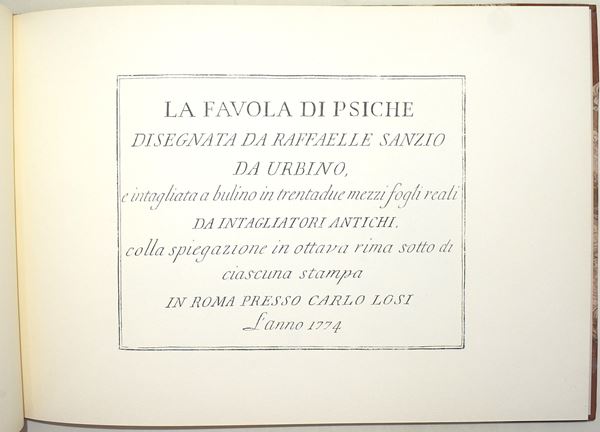 LA FAVOLA DI PSICHE
DISEGNATA DA RAFFAELLE SANZIO
DA URBINO,
e intagliata a bulino in trentadue mezzi fogli reali
DA INTAGLIATORI ANTICHI.
colla spiegazione in ottava rima sotto di
ciascuna stampa
IN ROMA PRESSO CARLO LOSI
L'anno 1774